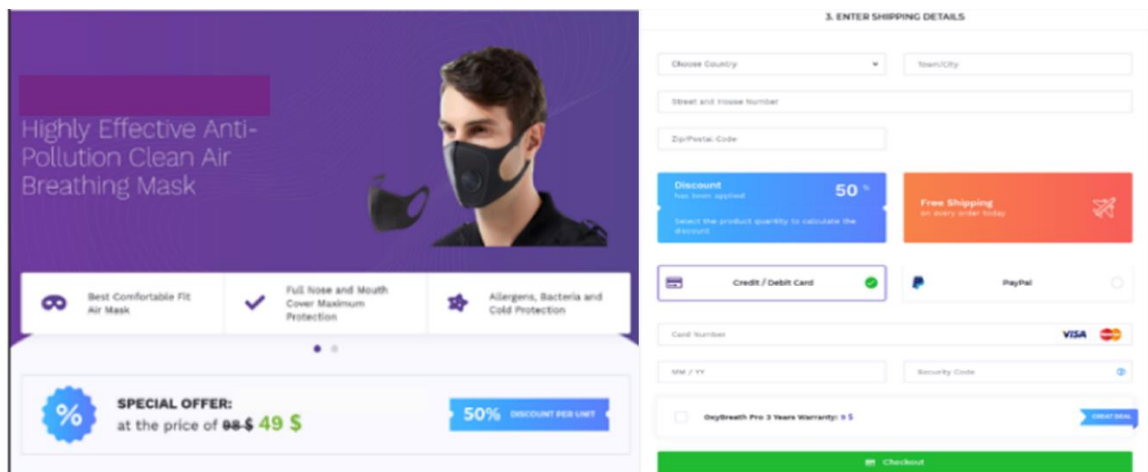 Highly Effective Anti-
Pollution Clean Air
Breathing Mask
Best Comfortable Fit
Air Mask
Full Nose and Mouth
Cover Maximum
Protection
Allergens, Bacteria and
Cold Protection
%
SPECIAL OFFER:
at the price of 98 $ 49 $
50% DISCOUNT PER UNIT
3. ENTER SHIPPING DETAILS
Choose Country
Town/City
Street and House Number
Zip/Postal Code
Discount
has been applied
50 %
Select the product quantity to calculate the
discount
Free Shipping
on every order today
Credit / Debit Card
PayPal
Card Number
VISA
MM / YY
Security Code
OxyBreath Pro 3 Years Warranty: 9 $
GREAT DEAL
Checkout